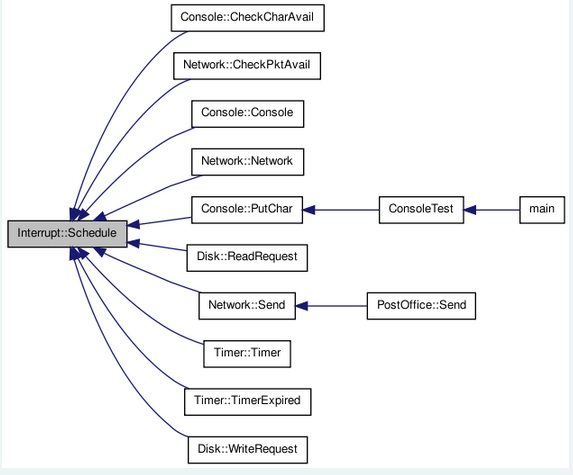 Console::CheckCharAvail
Network::CheckPktAvail
Console::Console
Network::Network
Console::PutChar
ConsoleTest
main
Interrupt::Schedule
Disk::ReadRequest
Network::Send
PostOffice::Send
Timer::Timer
Timer::TimerExpired
Disk::WriteRequest